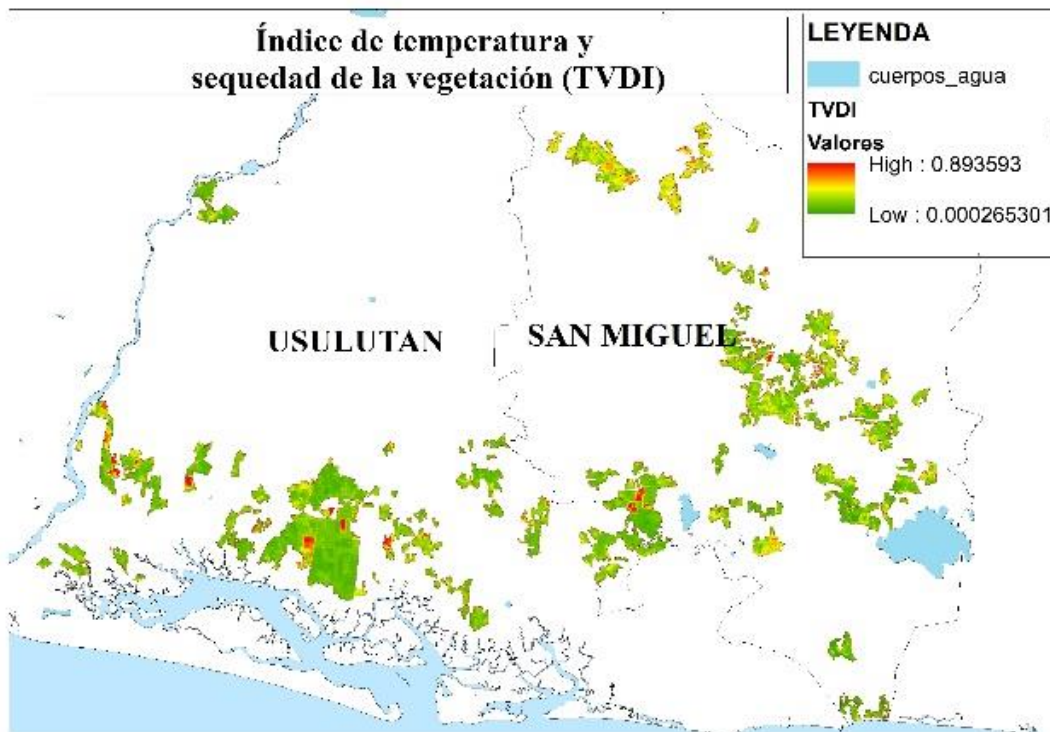 Índice de temperatura y
sequedad de la vegetación (TVDI)
LEYENDA
cuerpos_agua
TVDI
Valores
High : 0.893593
Low : 0.000265301
USULUTAN
SAN MIGUEL